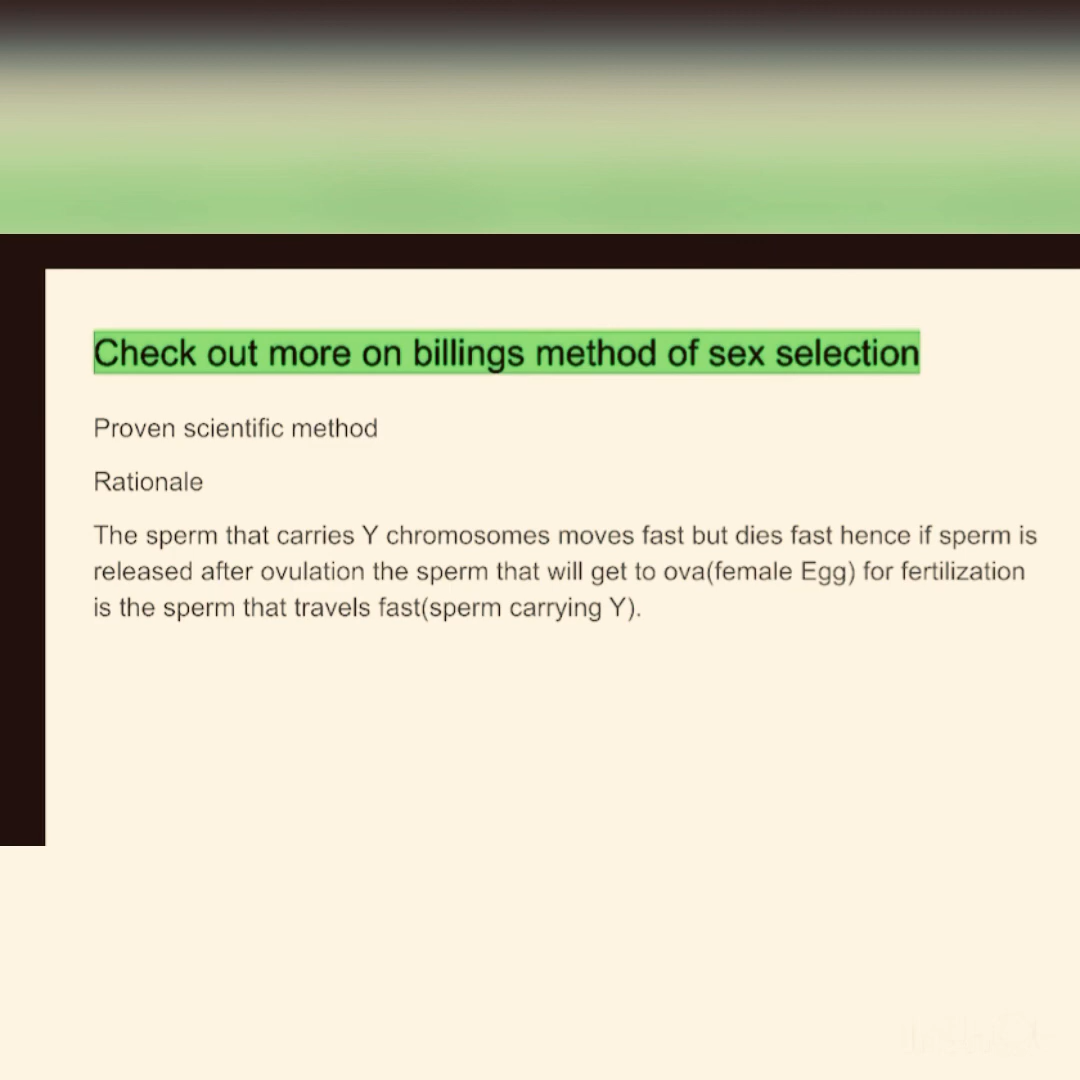 Check out more on billings method of sex selection
Proven scientific method
Rationale
The sperm that carries Y chromosomes moves fast but dies fast hence if sperm is
released after ovulation the sperm that will get to ova(female Egg) for fertilization
is the sperm that travels fast(sperm carrying Y).